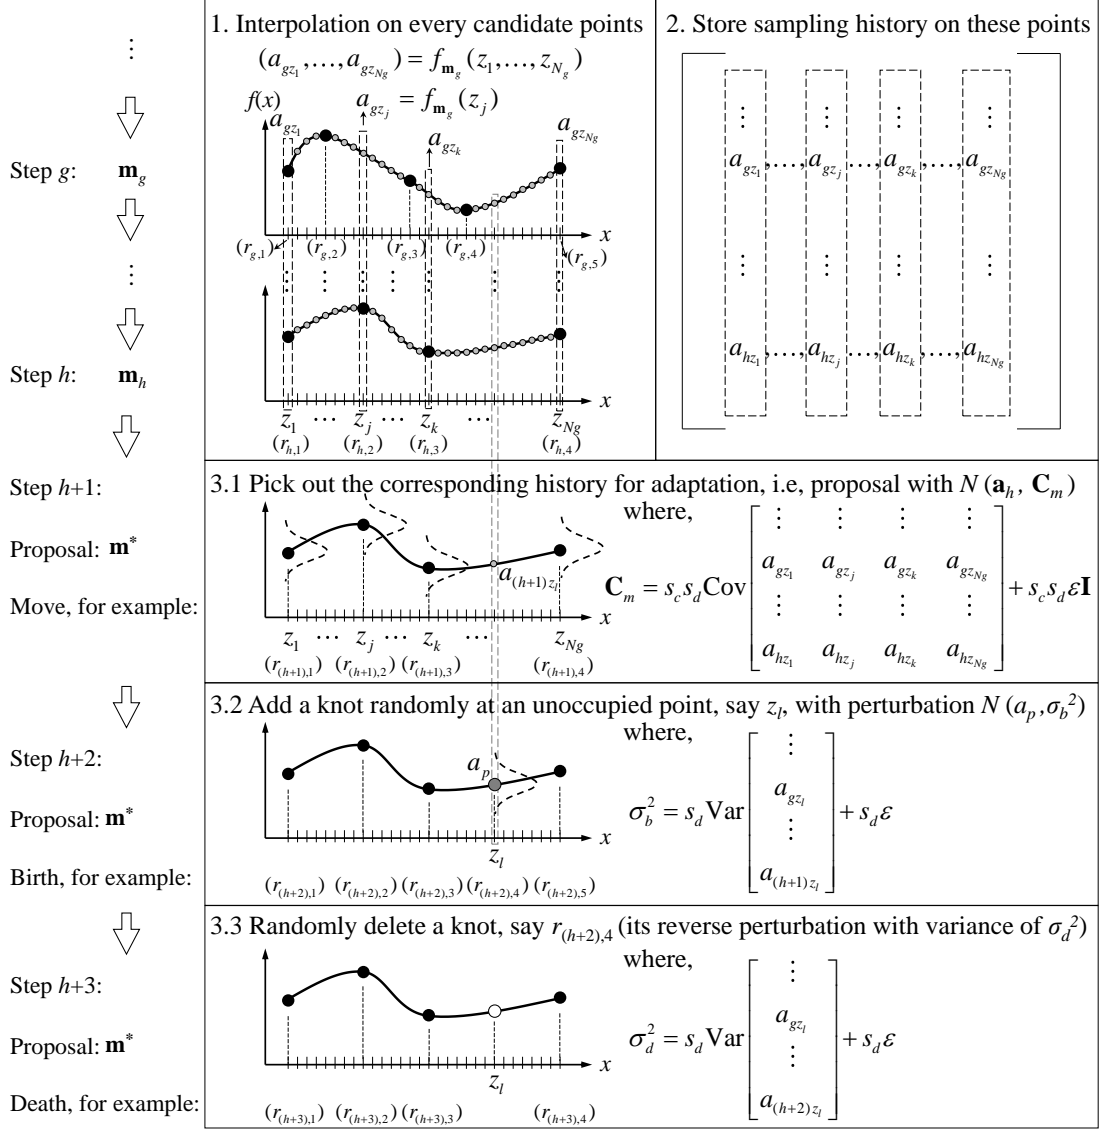 ⋮
Step g: m_g
⋮
Step h: m_h
Step h+1:
Proposal: m*
Move, for example:
Step h+2:
Proposal: m*
Birth, for example:
Step h+3:
Proposal: m*
Death, for example:
1. Interpolation on every candidate points
(a_{gz_1},…,a_{gz_{Ng}}) = f_{m_g}(z_1,…,z_{N_g})
f(x) a_{gz_j} = f_{m_g}(z_j)
a_{gz_1} a_{gz_k} a_{gz_{Ng}}
x
(r_{g,1}) (r_{g,2}) (r_{g,3}) (r_{g,4}) (r_{g,5})
⋮ ⋮ ⋮ ⋮ ⋮ ⋮ ⋮
x
z_1 ⋯ z_j ⋯ z_k ⋯ z_{Ng}
(r_{h,1}) (r_{h,2}) (r_{h,3}) (r_{h,4})
2. Store sampling history on these points
⋮ ⋮ ⋮ ⋮
a_{gz_1},…,a_{gz_j},…,a_{gz_k},…,a_{gz_{Ng}}
⋮ ⋮ ⋮ ⋮
a_{hz_1},…,a_{hz_j},…,a_{hz_k},…,a_{hz_{Ng}}
3.1 Pick out the corresponding history for adaptation, i.e, proposal with N(a_h, C_m)
where,
a_{(h+1)z_l}
x
z_1 ⋯ z_j ⋯ z_k ⋯ z_{Ng}
(r_{(h+1),1}) (r_{(h+1),2}) (r_{(h+1),3}) (r_{(h+1),4})
⋮ ⋮ ⋮ ⋮
a_{gz_1} a_{gz_j} a_{gz_k} a_{gz_{Ng}}
C_m = s_c s_d Cov + s_c s_d εI
⋮ ⋮ ⋮ ⋮
a_{hz_1} a_{hz_j} a_{hz_k} a_{hz_{Ng}}
3.2 Add a knot randomly at an unoccupied point, say z_l, with perturbation N(a_p,σ_b²)
where,
a_p
x
z_l
(r_{(h+2),1}) (r_{(h+2),2}) (r_{(h+2),3}) (r_{(h+2),4}) (r_{(h+2),5})
⋮
a_{gz_l}
σ_b² = s_d Var + s_d ε
⋮
a_{(h+1)z_l}
3.3 Randomly delete a knot, say r_{(h+2),4} (its reverse perturbation with variance of σ_d²)
where,
x
z_l
(r_{(h+3),1}) (r_{(h+3),2}) (r_{(h+3),3}) (r_{(h+3),4})
⋮
a_{gz_l}
σ_d² = s_d Var + s_d ε
⋮
a_{(h+2)z_l}